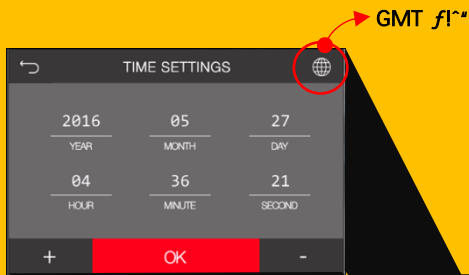 GMT
TIME SETTINGS
2016 05 27
YEAR MONTH DAY
04 36 21
HOUR MINUTE SECOND
+ OK -